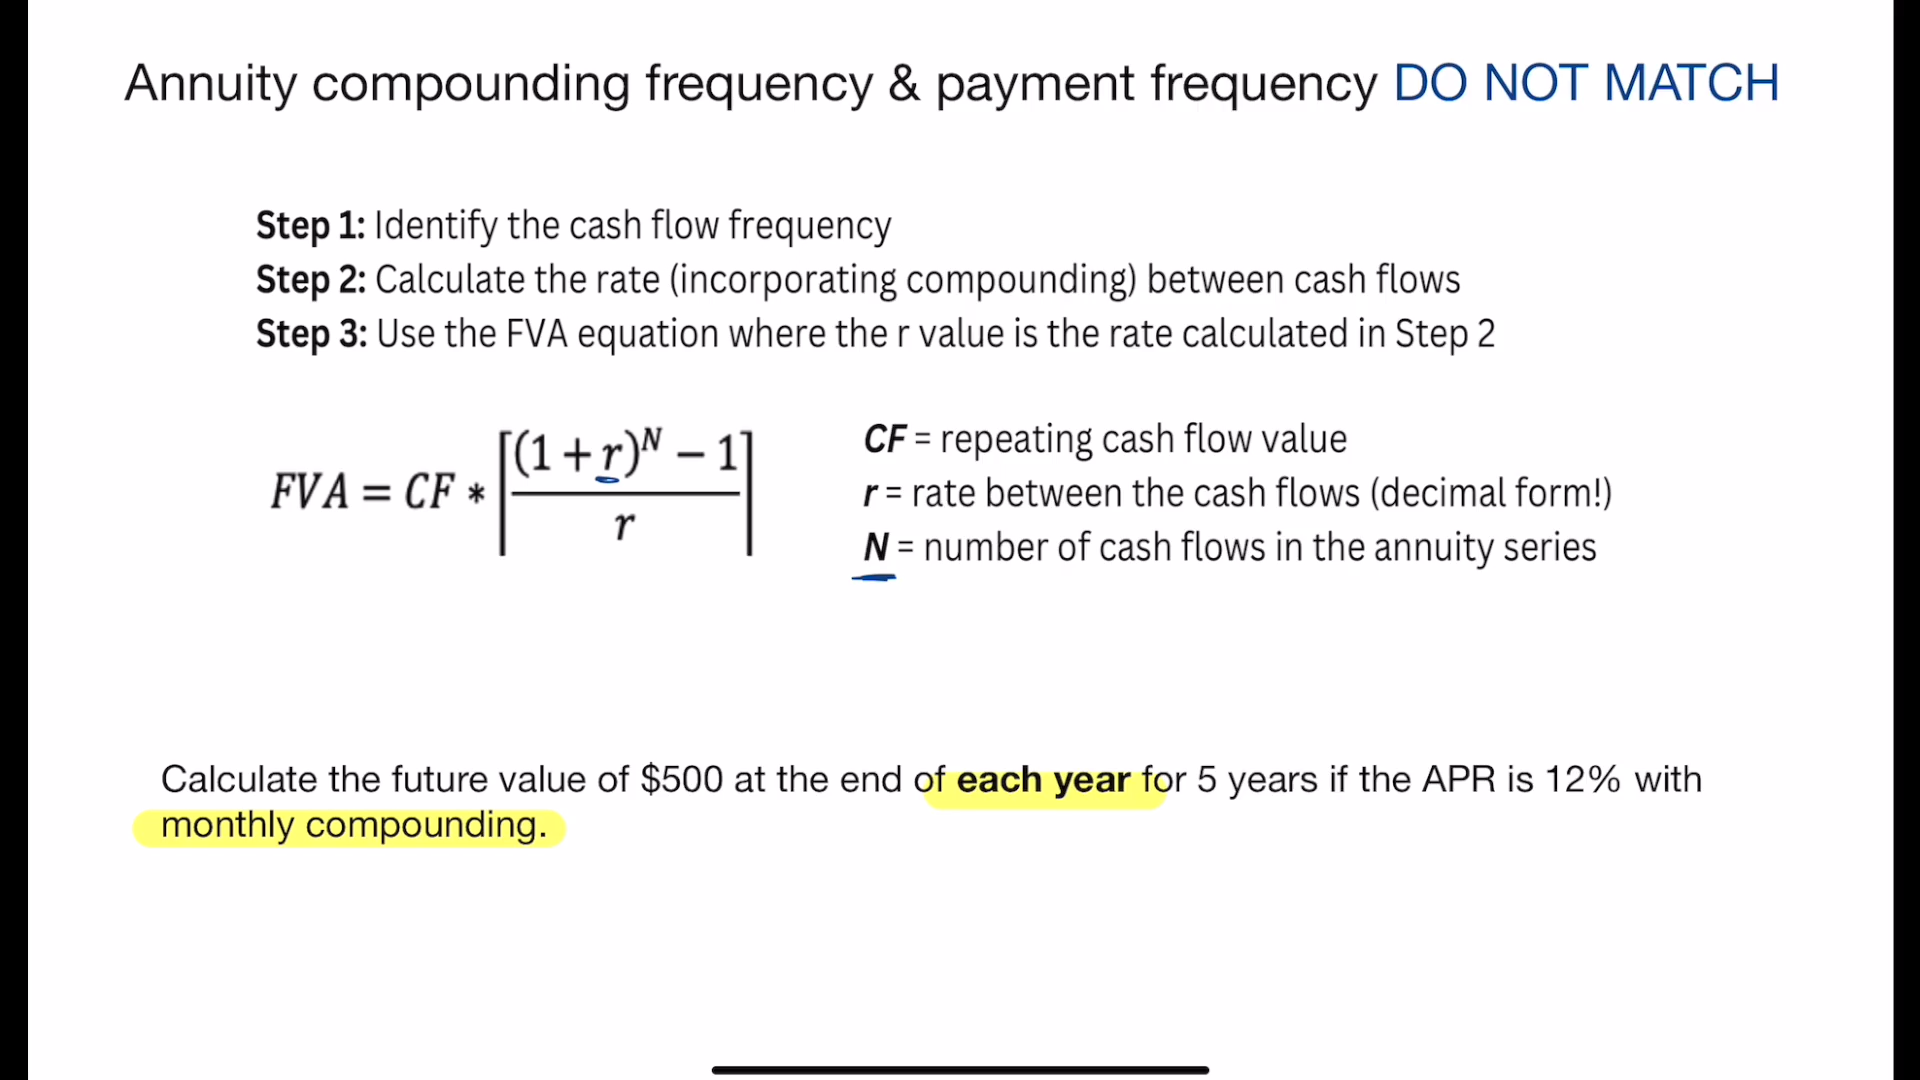 Annuity compounding frequency & payment frequency DO NOT MATCH
Step 1: Identify the cash flow frequency
Step 2: Calculate the rate (incorporating compounding) between cash flows
Step 3: Use the FVA equation where the r value is the rate calculated in Step 2
FVA = CF * [((1 + r)^N − 1) / r]
CF = repeating cash flow value
r = rate between the cash flows (decimal form!)
N = number of cash flows in the annuity series
Calculate the future value of $500 at the end of each year for 5 years if the APR is 12% with
monthly compounding.